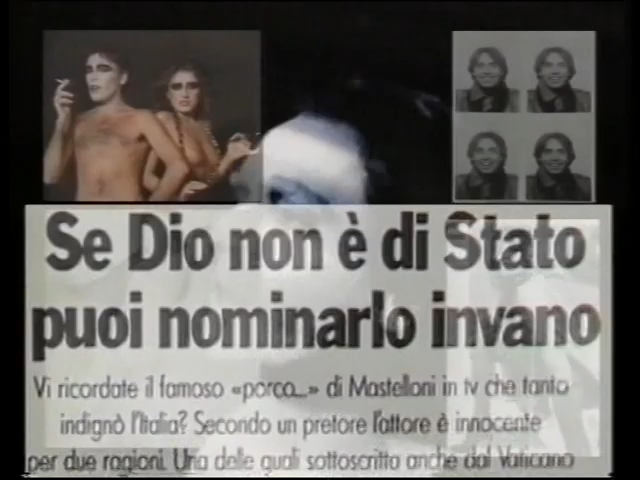 Se Dio non è di Stato
puoi nominarlo invano
Vi ricordate il famoso «porco...» di Mastelloni in tv che tanto
indignò l'Italia? Secondo un pretore l'attore è innocente
per due ragioni. Una delle quali sottoscritta anche dal Vaticano